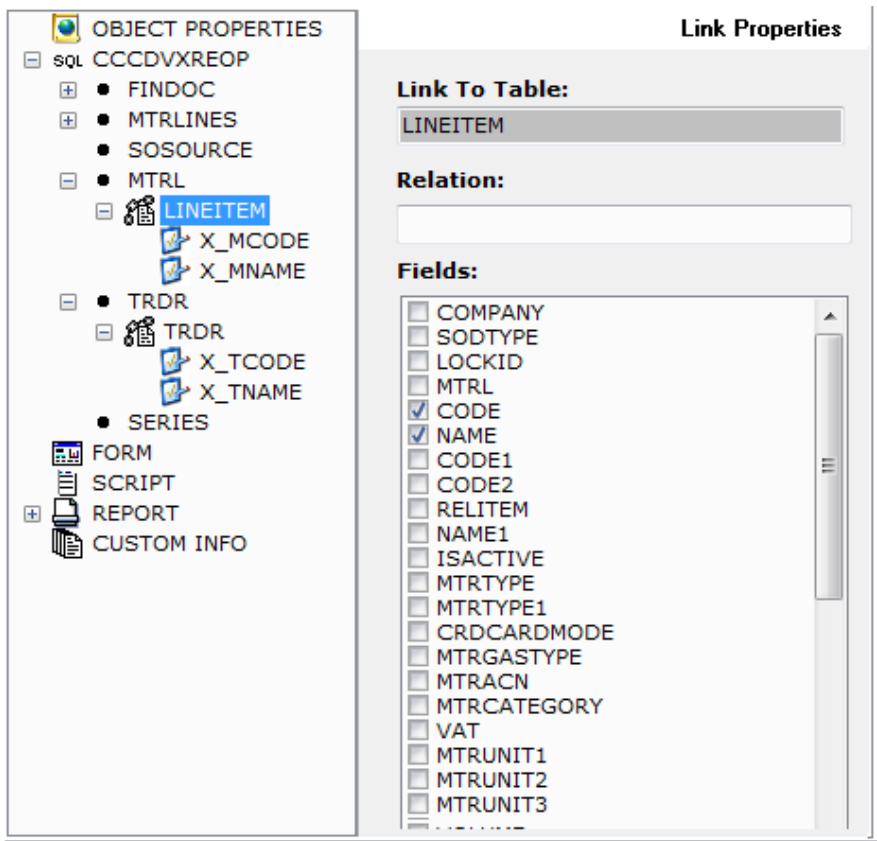 OBJECT PROPERTIES
SQL CCCDVXREOP
FINDOC
MTRLINES
SOSOURCE
MTRL
LINEITEM
X_MCODE
X_MNAME
TRDR
TRDR
X_TCODE
X_TNAME
SERIES
FORM
SCRIPT
REPORT
CUSTOM INFO
Link Properties
Link To Table:
LINEITEM
Relation:
Fields:
COMPANY
SODTYPE
LOCKID
MTRL
CODE
NAME
CODE1
CODE2
RELITEM
NAME1
ISACTIVE
MTRTYPE
MTRTYPE1
CRDCARDMODE
MTRGASTYPE
MTRACN
MTRCATEGORY
VAT
MTRUNIT1
MTRUNIT2
MTRUNIT3